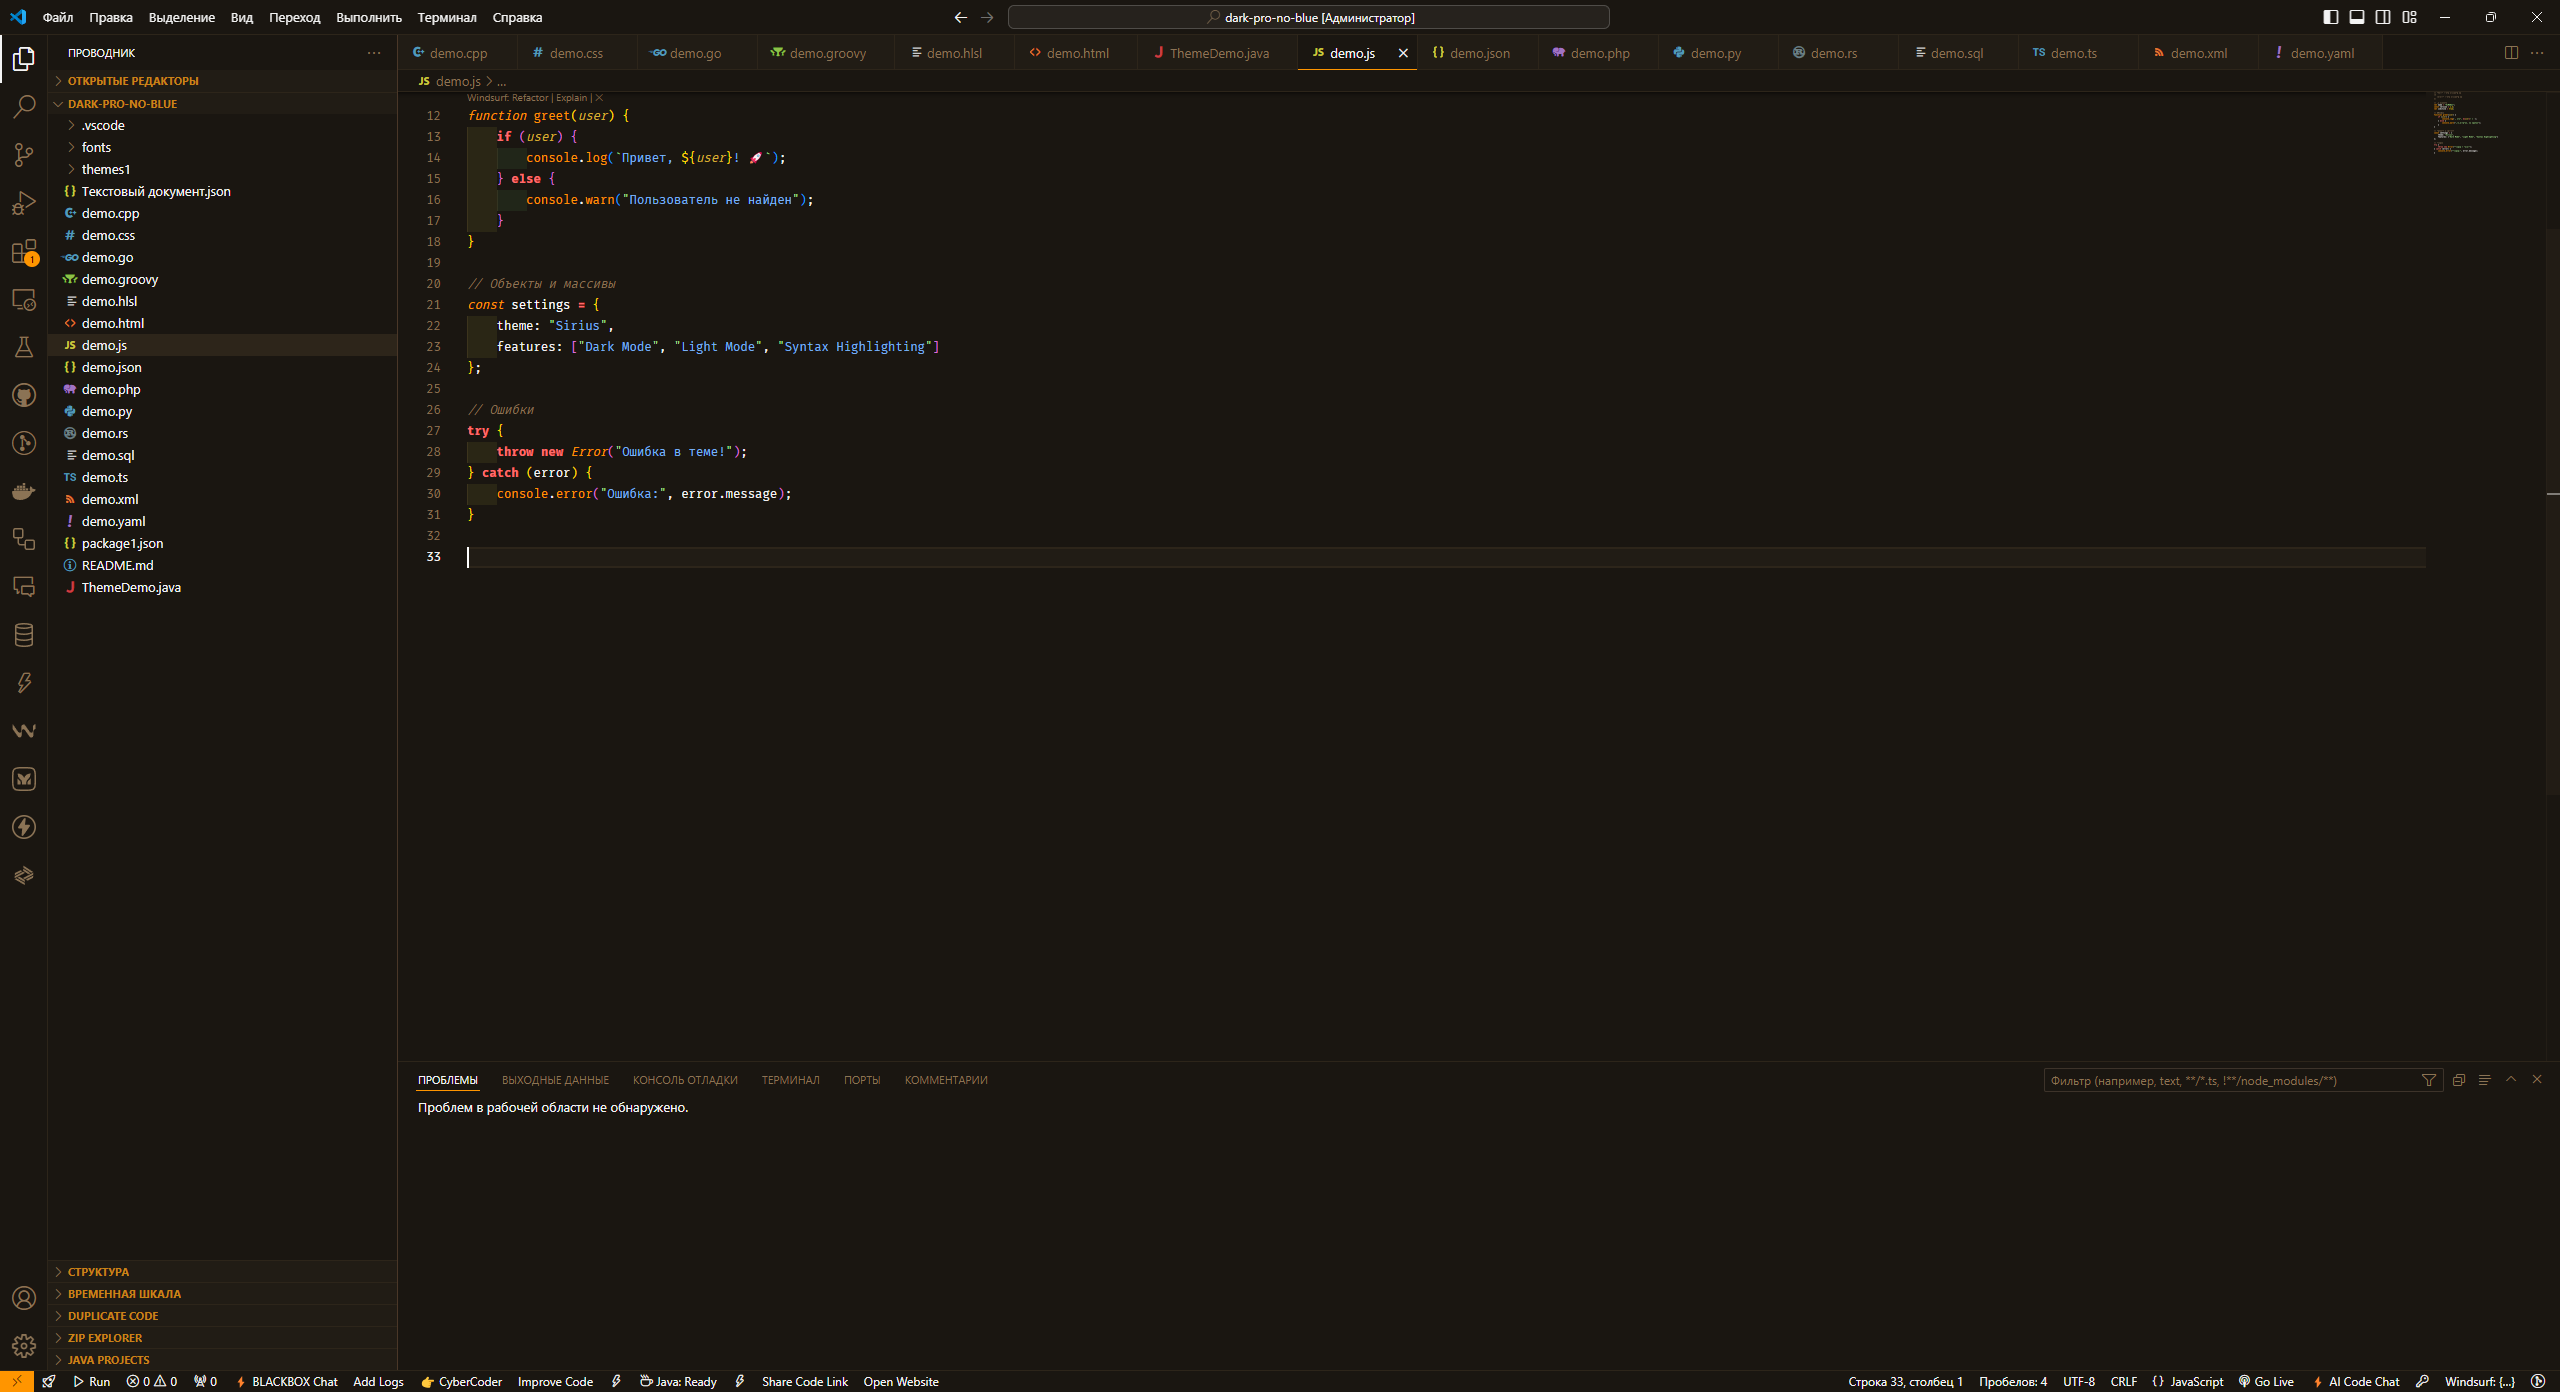 Файл Правка Выделение Вид Переход Выполнить Терминал Справка
dark-pro-no-blue [Администратор]
ПРОВОДНИК
ОТКРЫТЫЕ РЕДАКТОРЫ
DARK-PRO-NO-BLUE
.vscode
fonts
themes1
{} Текстовый документ.json
demo.cpp
# demo.css
GO demo.go
demo.groovy
demo.hlsl
<> demo.html
JS demo.js
{} demo.json
demo.php
demo.py
demo.rs
demo.sql
TS demo.ts
demo.xml
! demo.yaml
{} package1.json
README.md
J ThemeDemo.java
1
СТРУКТУРА
ВРЕМЕННАЯ ШКАЛА
DUPLICATE CODE
ZIP EXPLORER
JAVA PROJECTS
demo.cpp # demo.css GO demo.go demo.groovy demo.hlsl <> demo.html J ThemeDemo.java JS demo.js {} demo.json demo.php demo.py demo.rs demo.sql TS demo.ts demo.xml ! demo.yaml
JS demo.js > ...
Windsurf: Refactor | Explain | ×
12 function greet(user) {
13 if (user) {
14 console.log(`Привет, ${user}! 🚀`);
15 } else {
16 console.warn("Пользователь не найден");
17 }
18 }
19
20 // Объекты и массивы
21 const settings = {
22 theme: "Sirius",
23 features: ["Dark Mode", "Light Mode", "Syntax Highlighting"]
24 };
25
26 // Ошибки
27 try {
28 throw new Error("Ошибка в теме!");
29 } catch (error) {
30 console.error("Ошибка:", error.message);
31 }
32
33
ПРОБЛЕМЫ ВЫХОДНЫЕ ДАННЫЕ КОНСОЛЬ ОТЛАДКИ ТЕРМИНАЛ ПОРТЫ КОММЕНТАРИИ
Фильтр (например, text, **/*.ts, !**/node_modules/**)
Проблем в рабочей области не обнаружено.
Run 0 0 0 BLACKBOX Chat Add Logs 👉 CyberCoder Improve Code Java: Ready Share Code Link Open Website
Строка 33, столбец 1 Пробелов: 4 UTF-8 CRLF {} JavaScript Go Live AI Code Chat Windsurf: {...}